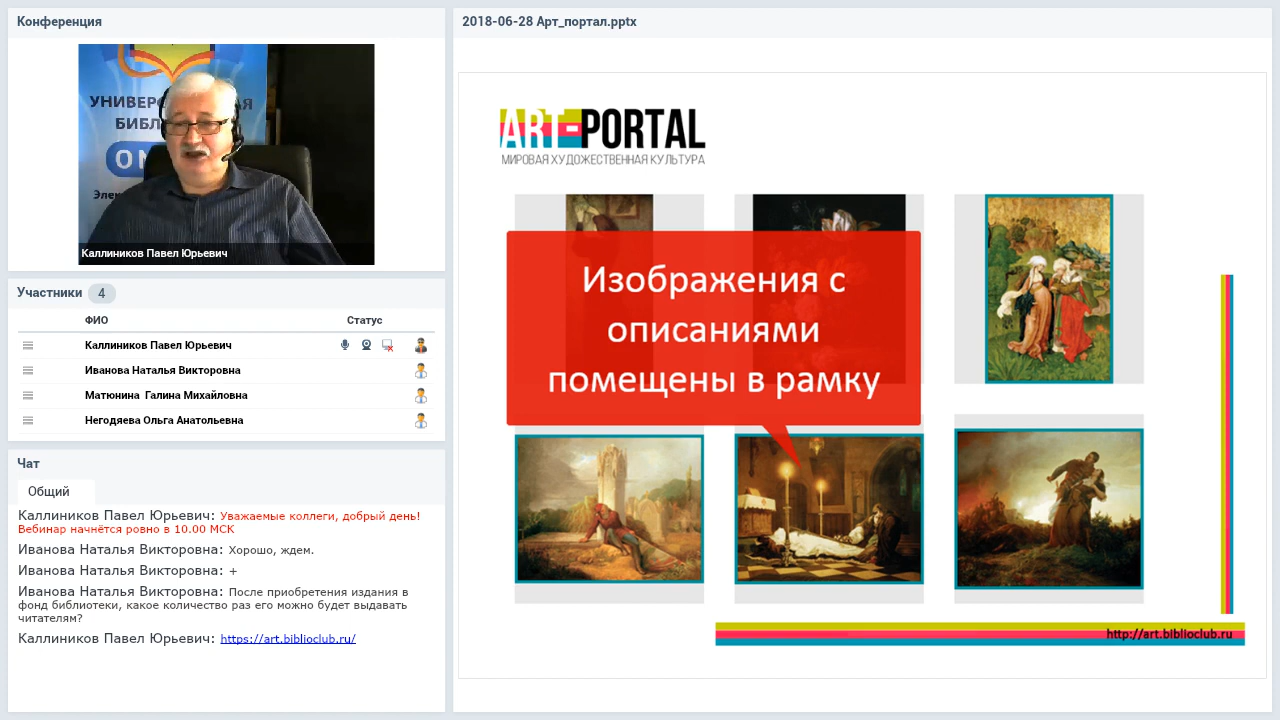 Конференция
УНИВЕРС
АЯ
БИБЛ
Каллиников Павел Юрьевич
Участники 4
ФИО Статус
Каллиников Павел Юрьевич
Иванова Наталья Викторовна
Матюнина Галина Михайловна
Негодяева Ольга Анатольевна
Чат
Общий
Каллиников Павел Юрьевич: Уважаемые коллеги, добрый день!
Вебинар начнётся ровно в 10.00 МСК
Иванова Наталья Викторовна: Хорошо, ждем.
Иванова Наталья Викторовна: +
Иванова Наталья Викторовна: После приобретения издания в
фонд библиотеки, какое количество раз его можно будет выдавать
читателям?
Каллиников Павел Юрьевич: https://art.biblioclub.ru/
2018-06-28 Арт_портал.pptx
ART-PORTAL
МИРОВАЯ ХУДОЖЕСТВЕННАЯ КУЛЬТУРА
Изображения с
описаниями
помещены в рамку
http://art.biblioclub.ru